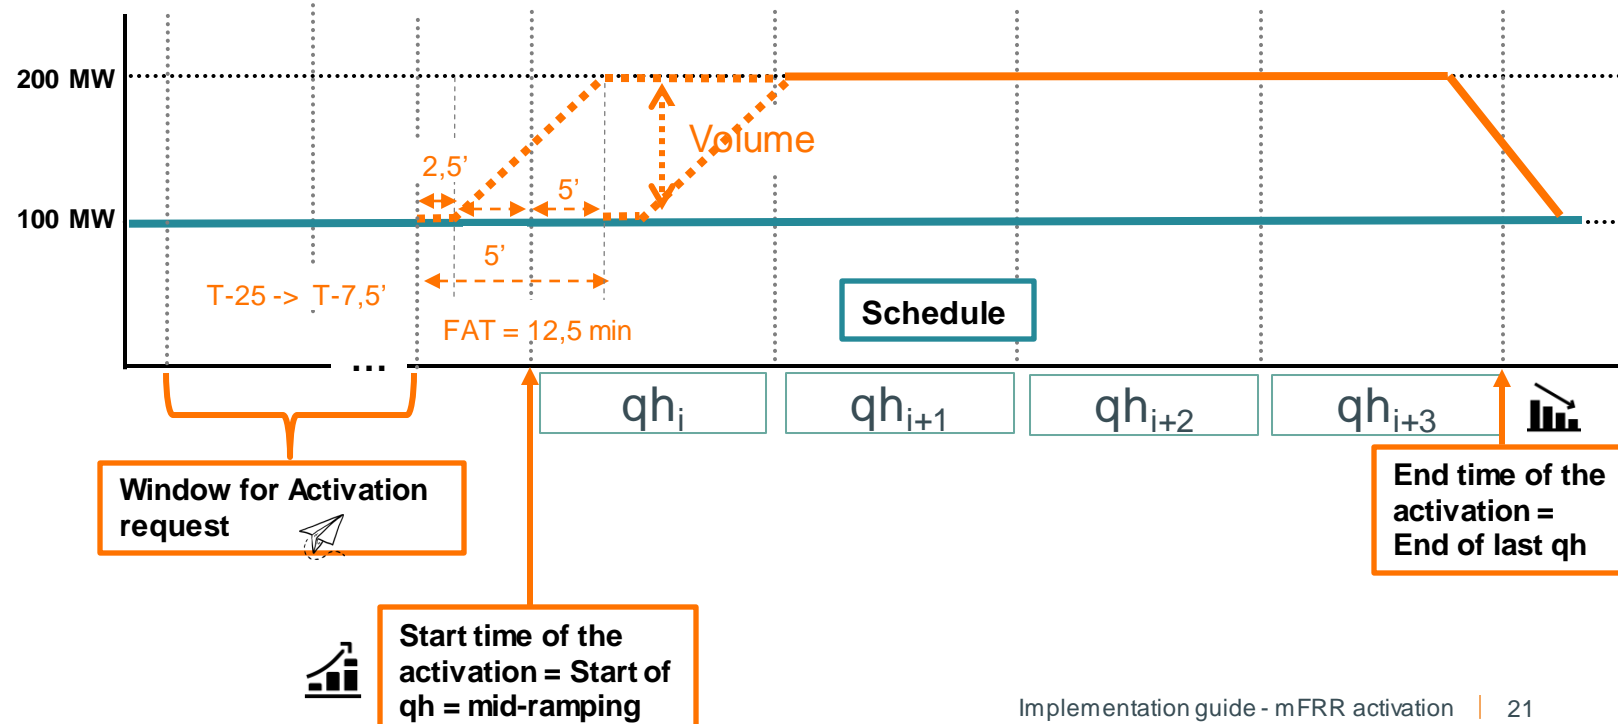 200 MW
Volume
2,5’
5’
100 MW
5’
T-25 -> T-7,5’
Schedule
FAT = 12,5 min
...
qhi
qhi+1
qhi+2
qhi+3
Window for Activation
request
End time of the
activation =
End of last qh
Start time of the
activation = Start of
qh = mid-ramping
Implementation guide - mFRR activation | 21